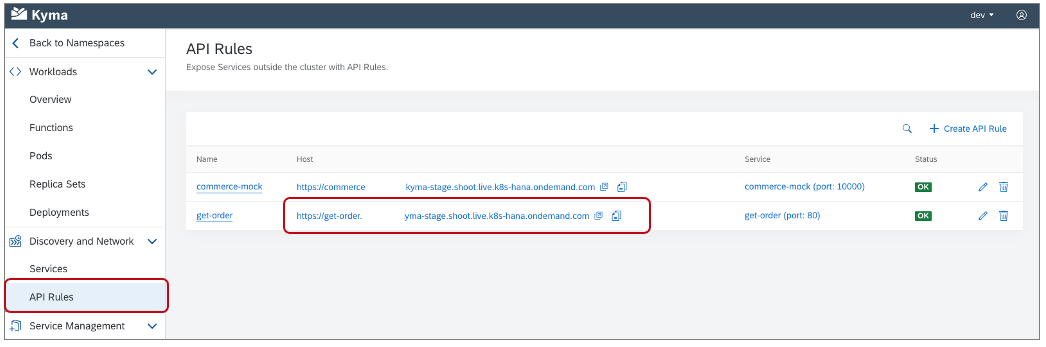 Kyma
dev
Back to Namespaces
Workloads
Overview
Functions
Pods
Replica Sets
Deployments
Discovery and Network
Services
API Rules
Service Management
API Rules
Expose Services outside the cluster with API Rules.
Create API Rule
Name Host Service Status
commerce-mock https://commerce kyma-stage.shoot.live.k8s-hana.ondemand.com commerce-mock (port: 10000) OK
get-order https://get-order. yma-stage.shoot.live.k8s-hana.ondemand.com get-order (port: 80) OK